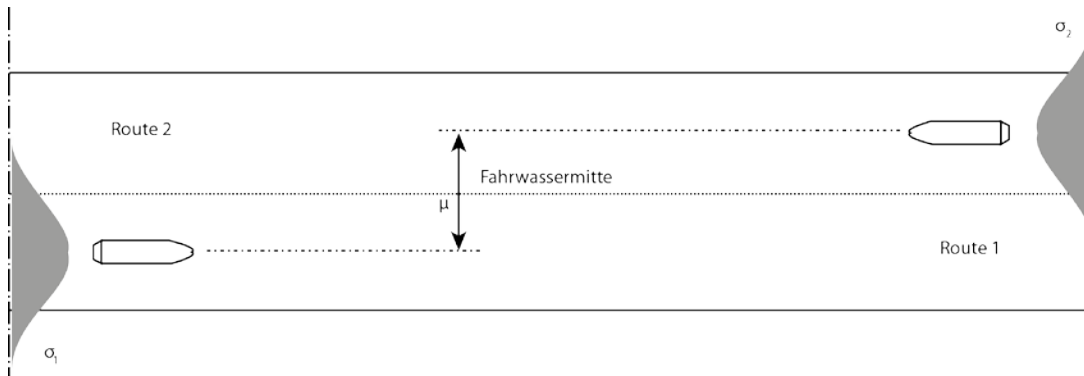 σ₂
Route 2
Fahrwassermitte
μ
Route 1
σ₁